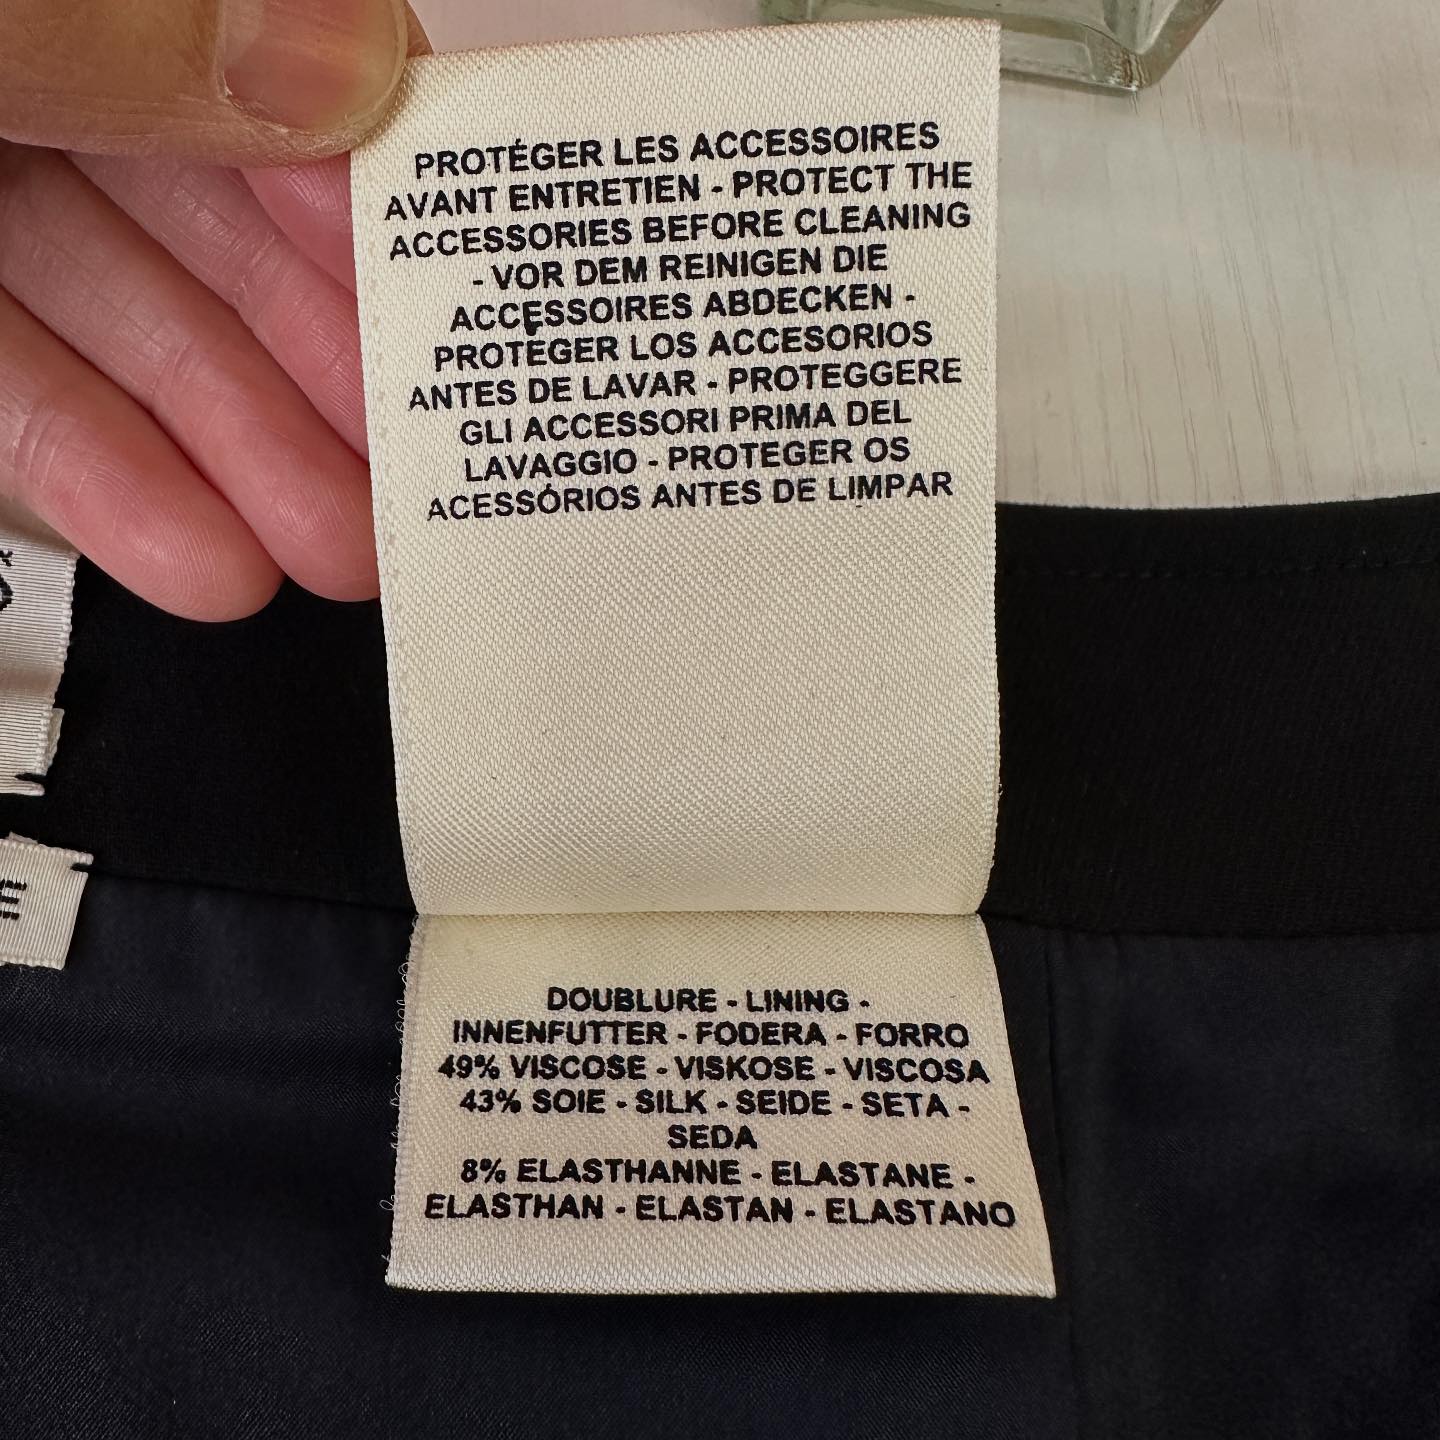 PROTÉGER LES ACCESSOIRES
AVANT ENTRETIEN - PROTECT THE
ACCESSORIES BEFORE CLEANING
- VOR DEM REINIGEN DIE
ACCESSOIRES ABDECKEN -
PROTEGER LOS ACCESORIOS
ANTES DE LAVAR - PROTEGGERE
GLI ACCESSORI PRIMA DEL
LAVAGGIO - PROTEGER OS
ACESSÓRIOS ANTES DE LIMPAR
DOUBLURE - LINING -
INNENFUTTER - FODERA - FORRO
49% VISCOSE - VISKOSE - VISCOSA
43% SOIE - SILK - SEIDE - SETA -
SEDA
8% ELASTHANNE - ELASTANE -
ELASTHAN - ELASTAN - ELASTANO